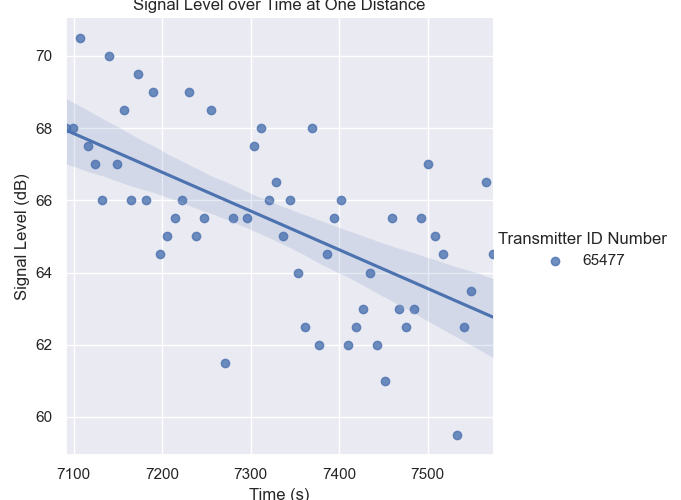 Signal Level over Time at One Distance
70
68
66
64
62
60
Signal Level (dB)
7100 7200 7300 7400 7500
Time (s)
Transmitter ID Number
65477